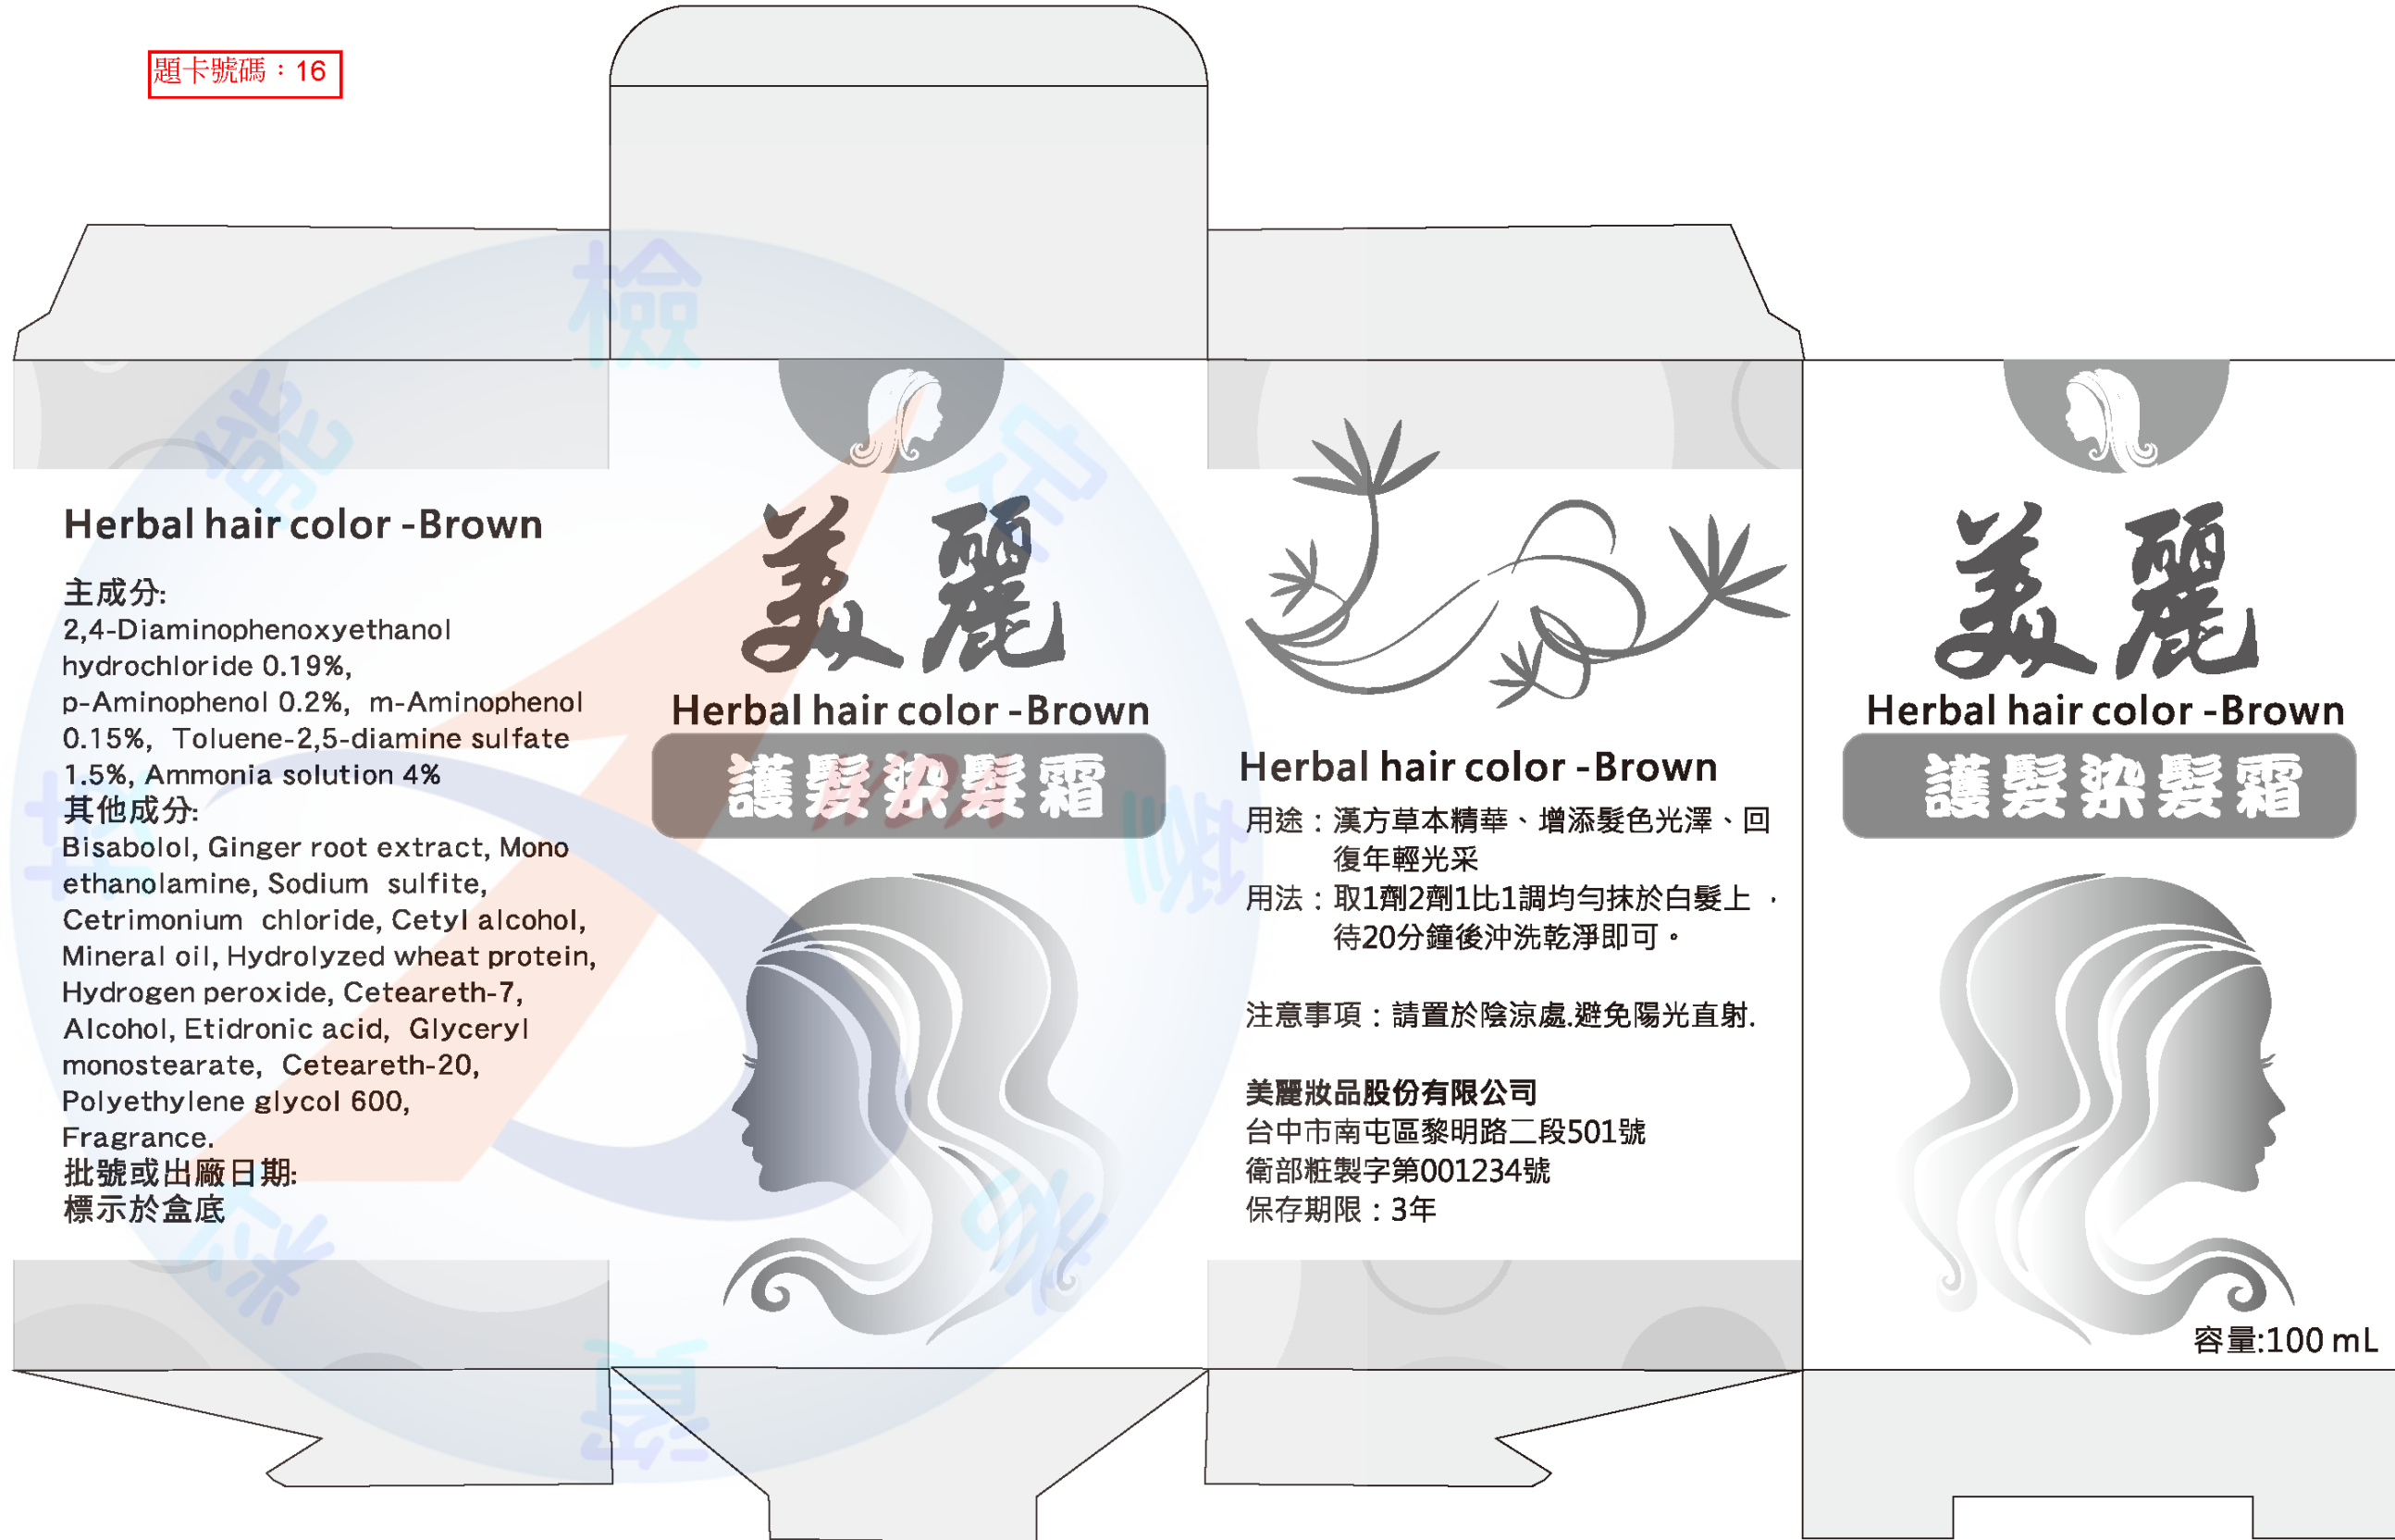 題卡號碼：16
Herbal hair color -Brown
主成分:
2,4-Diaminophenoxyethanol
hydrochloride 0.19%,
p-Aminophenol 0.2%, m-Aminophenol
0.15%, Toluene-2,5-diamine sulfate
1.5%, Ammonia solution 4%
其他成分:
Bisabolol, Ginger root extract, Mono
ethanolamine, Sodium sulfite,
Cetrimonium chloride, Cetyl alcohol,
Mineral oil, Hydrolyzed wheat protein,
Hydrogen peroxide, Ceteareth-7,
Alcohol, Etidronic acid, Glyceryl
monostearate, Ceteareth-20,
Polyethylene glycol 600,
Fragrance.
批號或出廠日期:
標示於盒底
美麗
Herbal hair color -Brown
護髮染髮霜
Herbal hair color -Brown
用途：漢方草本精華、增添髮色光澤、回
復年輕光采
用法：取1劑2劑1比1調均勻抹於白髮上，
待20分鐘後沖洗乾淨即可。
注意事項：請置於陰涼處.避免陽光直射.
美麗妝品股份有限公司
台中市南屯區黎明路二段501號
衛部粧製字第001234號
保存期限：3年
美麗
Herbal hair color -Brown
護髮染髮霜
容量:100 mL